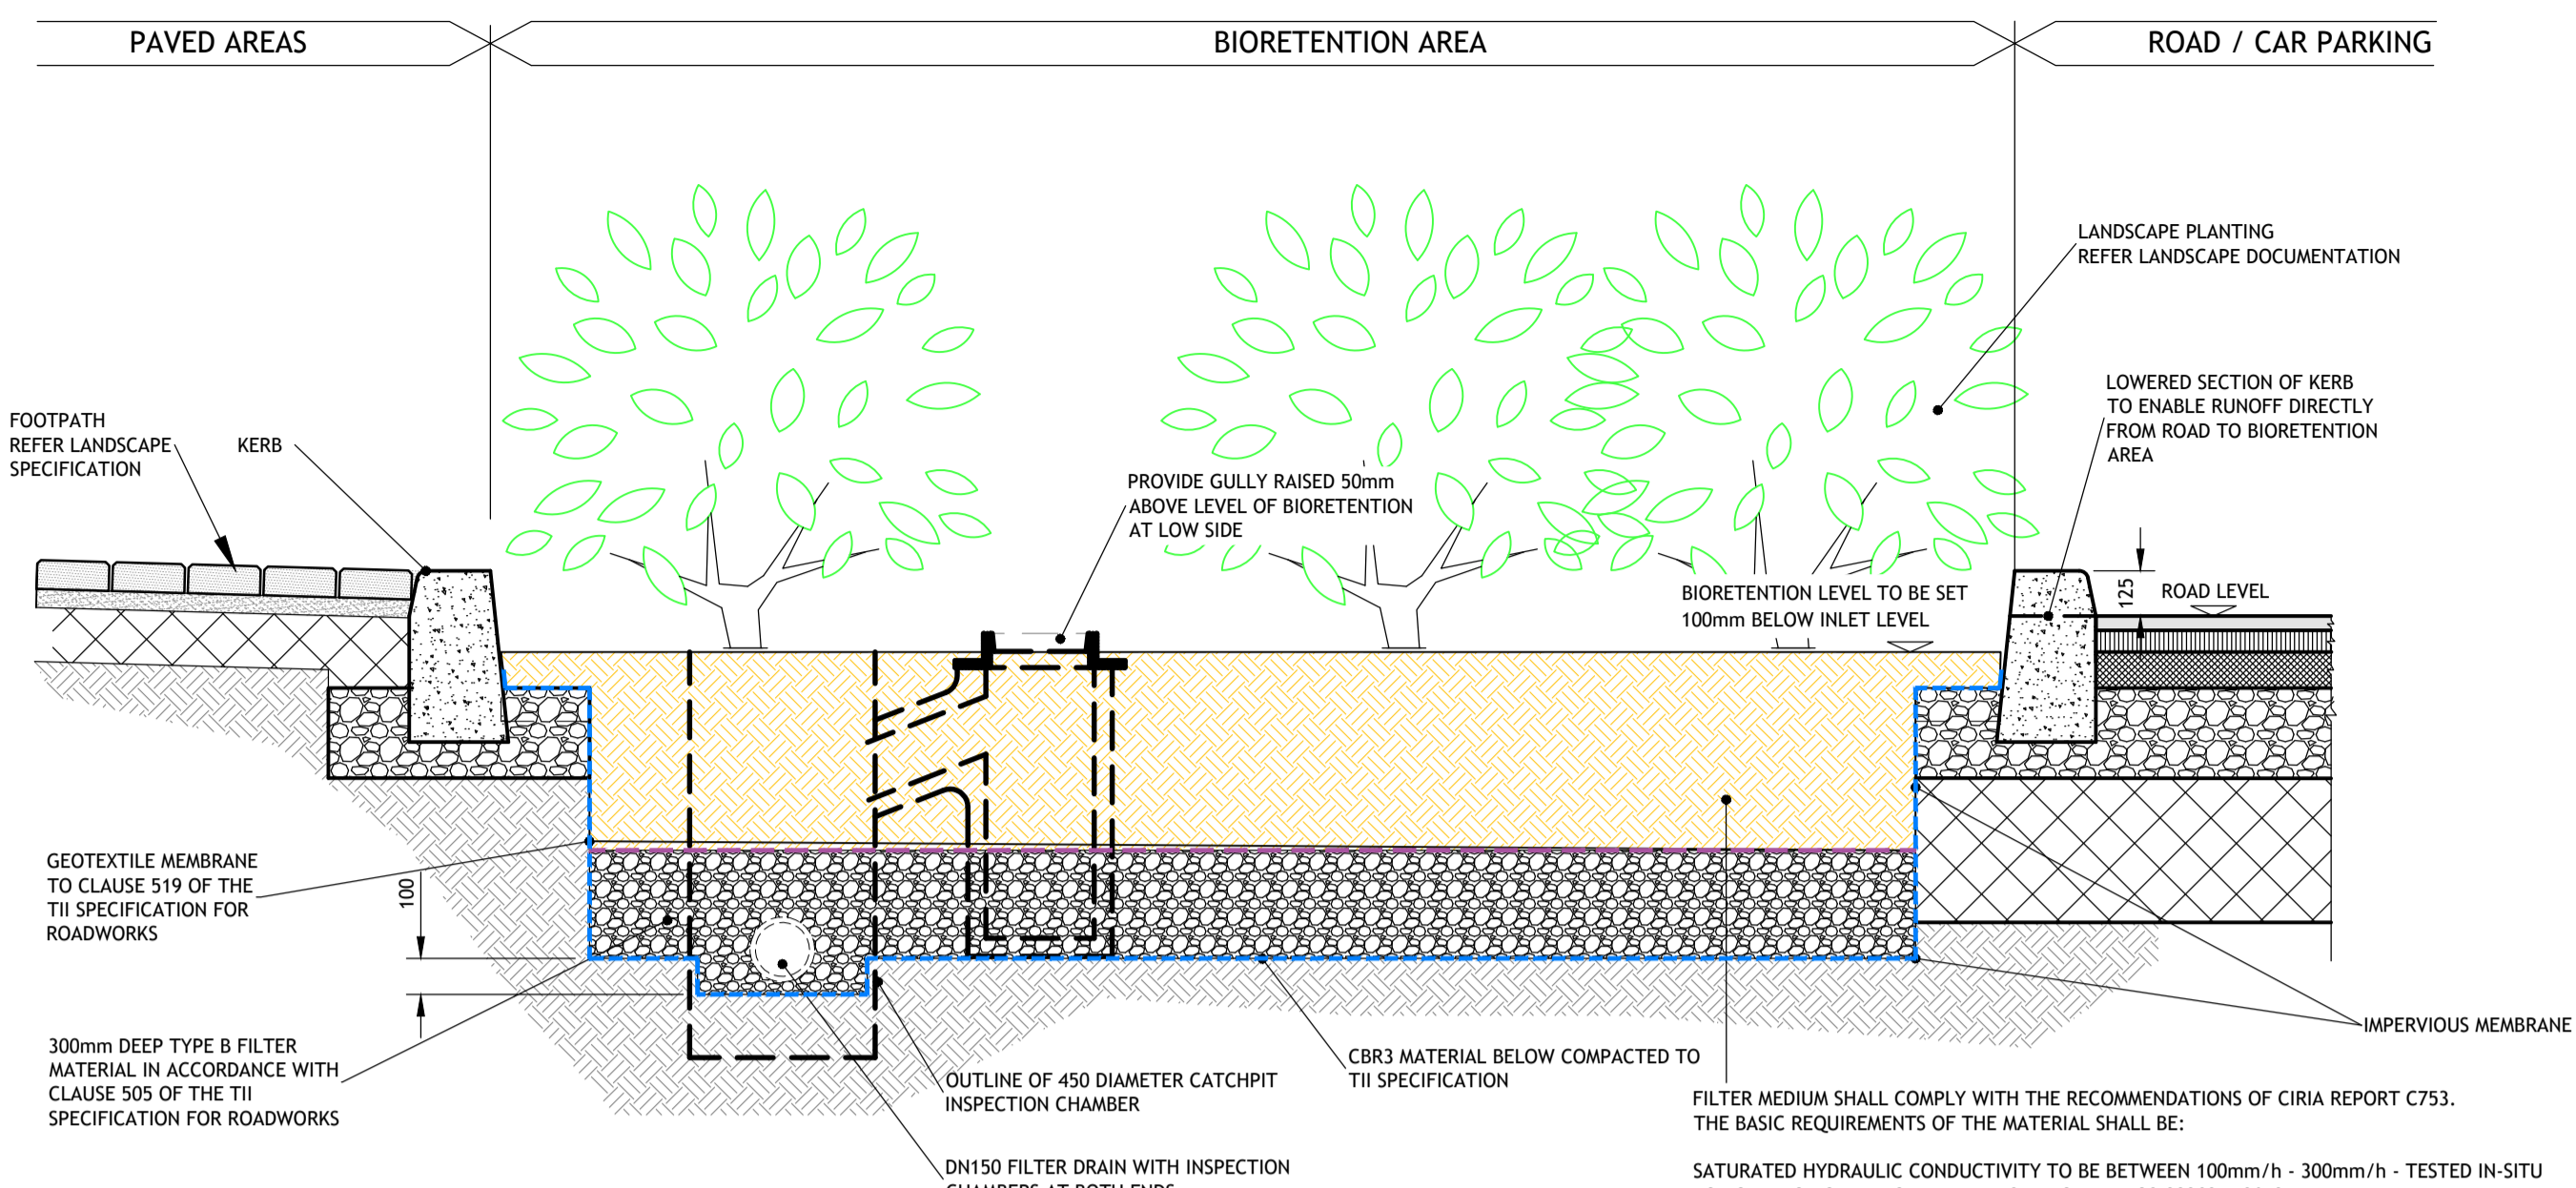 PAVED AREAS
BIORETENTION AREA
ROAD / CAR PARKING
LANDSCAPE PLANTING
REFER LANDSCAPE DOCUMENTATION
LOWERED SECTION OF KERB
TO ENABLE RUNOFF DIRECTLY
FROM ROAD TO BIORETENTION
AREA
FOOTPATH
REFER LANDSCAPE
SPECIFICATION
KERB
PROVIDE GULLY RAISED 50mm
ABOVE LEVEL OF BIORETENTION
AT LOW SIDE
BIORETENTION LEVEL TO BE SET
100mm BELOW INLET LEVEL
125
ROAD LEVEL
GEOTEXTILE MEMBRANE
TO CLAUSE 519 OF THE
TII SPECIFICATION FOR
ROADWORKS
100
300mm DEEP TYPE B FILTER
MATERIAL IN ACCORDANCE WITH
CLAUSE 505 OF THE TII
SPECIFICATION FOR ROADWORKS
OUTLINE OF 450 DIAMETER CATCHPIT
INSPECTION CHAMBER
DN150 FILTER DRAIN WITH INSPECTION
CHAMBERS AT BOTH ENDS
CBR3 MATERIAL BELOW COMPACTED TO
TII SPECIFICATION
IMPERVIOUS MEMBRANE
FILTER MEDIUM SHALL COMPLY WITH THE RECOMMENDATIONS OF CIRIA REPORT C753.
THE BASIC REQUIREMENTS OF THE MATERIAL SHALL BE:
SATURATED HYDRAULIC CONDUCTIVITY TO BE BETWEEN 100mm/h - 300mm/h - TESTED IN-SITU